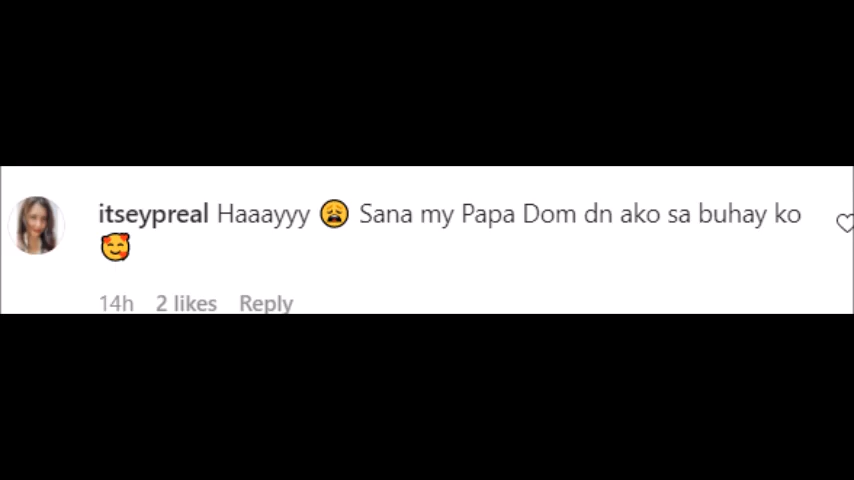 itseypreal Haaayyy 😩 Sana my Papa Dom dn ako sa buhay ko
🥰
14h 2 likes Reply